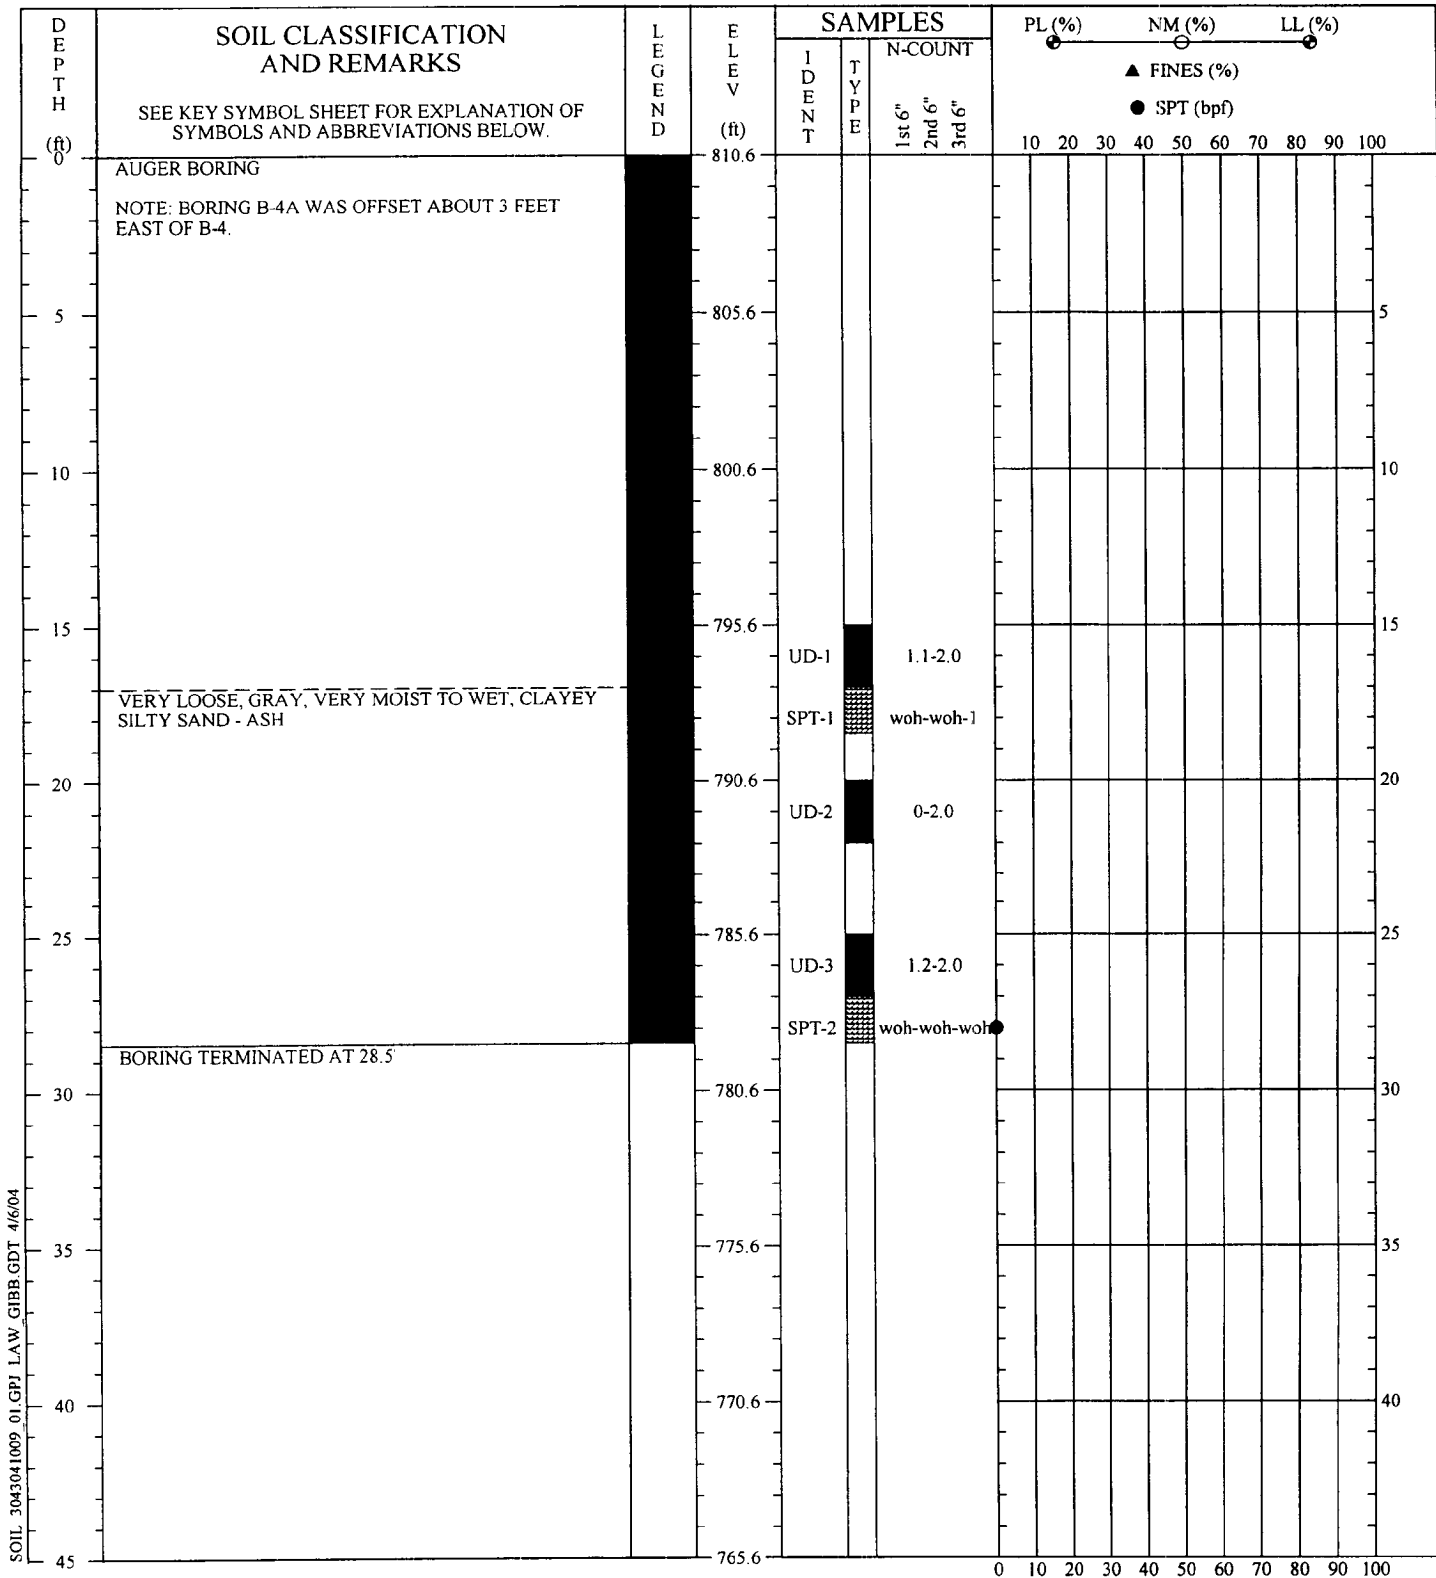 DEPTH (ft)
SOIL CLASSIFICATION
AND REMARKS
SEE KEY SYMBOL SHEET FOR EXPLANATION OF
SYMBOLS AND ABBREVIATIONS BELOW.
LEGEND
ELEV (ft)
SAMPLES
IDENT
TYPE
N-COUNT
1st 6"
2nd 6"
3rd 6"
PL (%) NM (%) LL (%)
▲ FINES (%)
● SPT (bpf)
10 20 30 40 50 60 70 80 90 100
0 810.6
AUGER BORING
NOTE: BORING B-4A WAS OFFSET ABOUT 3 FEET
EAST OF B-4.
5 805.6 5
10 800.6 10
15 795.6 15
UD-1 1.1-2.0
VERY LOOSE, GRAY, VERY MOIST TO WET, CLAYEY
SILTY SAND - ASH
SPT-1 woh-woh-1
20 790.6 20
UD-2 0-2.0
25 785.6 25
UD-3 1.2-2.0
SPT-2 woh-woh-woh
BORING TERMINATED AT 28.5'
30 780.6 30
35 775.6 35
40 770.6 40
45 765.6
0 10 20 30 40 50 60 70 80 90 100
SOIL 3043041009_01.GPJ LAW_GIBB.GDT 4/6/04